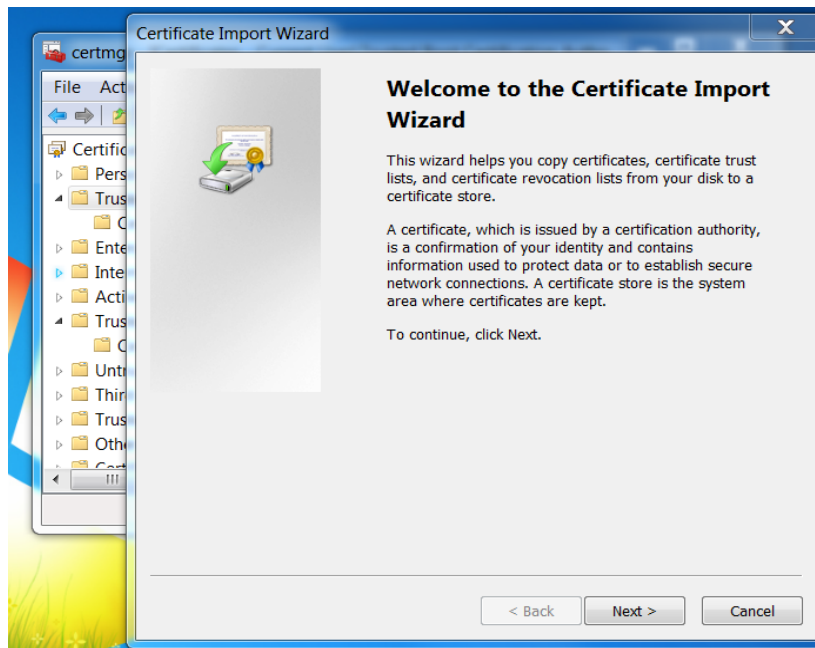 Certificate Import Wizard
X
certmg
File Act
Certific
Pers
Trus
C
Ente
Inte
Acti
Trus
C
Untr
Thir
Trus
Othe
Cert
Welcome to the Certificate Import
Wizard
This wizard helps you copy certificates, certificate trust
lists, and certificate revocation lists from your disk to a
certificate store.
A certificate, which is issued by a certification authority,
is a confirmation of your identity and contains
information used to protect data or to establish secure
network connections. A certificate store is the system
area where certificates are kept.
To continue, click Next.
< Back Next > Cancel